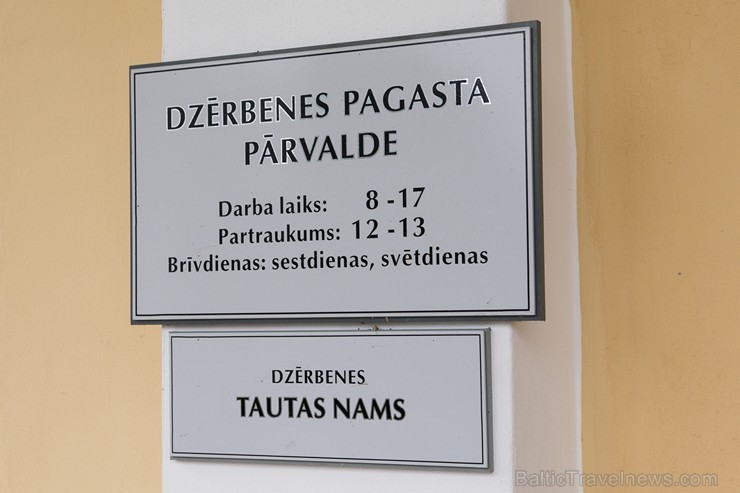 DZĒRBENES PAGASTA
PĀRVALDE
Darba laiks: 8 -17
Partraukums: 12 -13
Brīvdienas: sestdienas, svētdienas
DZĒRBENES
TAUTAS NAMS
BalticTravelnews.com